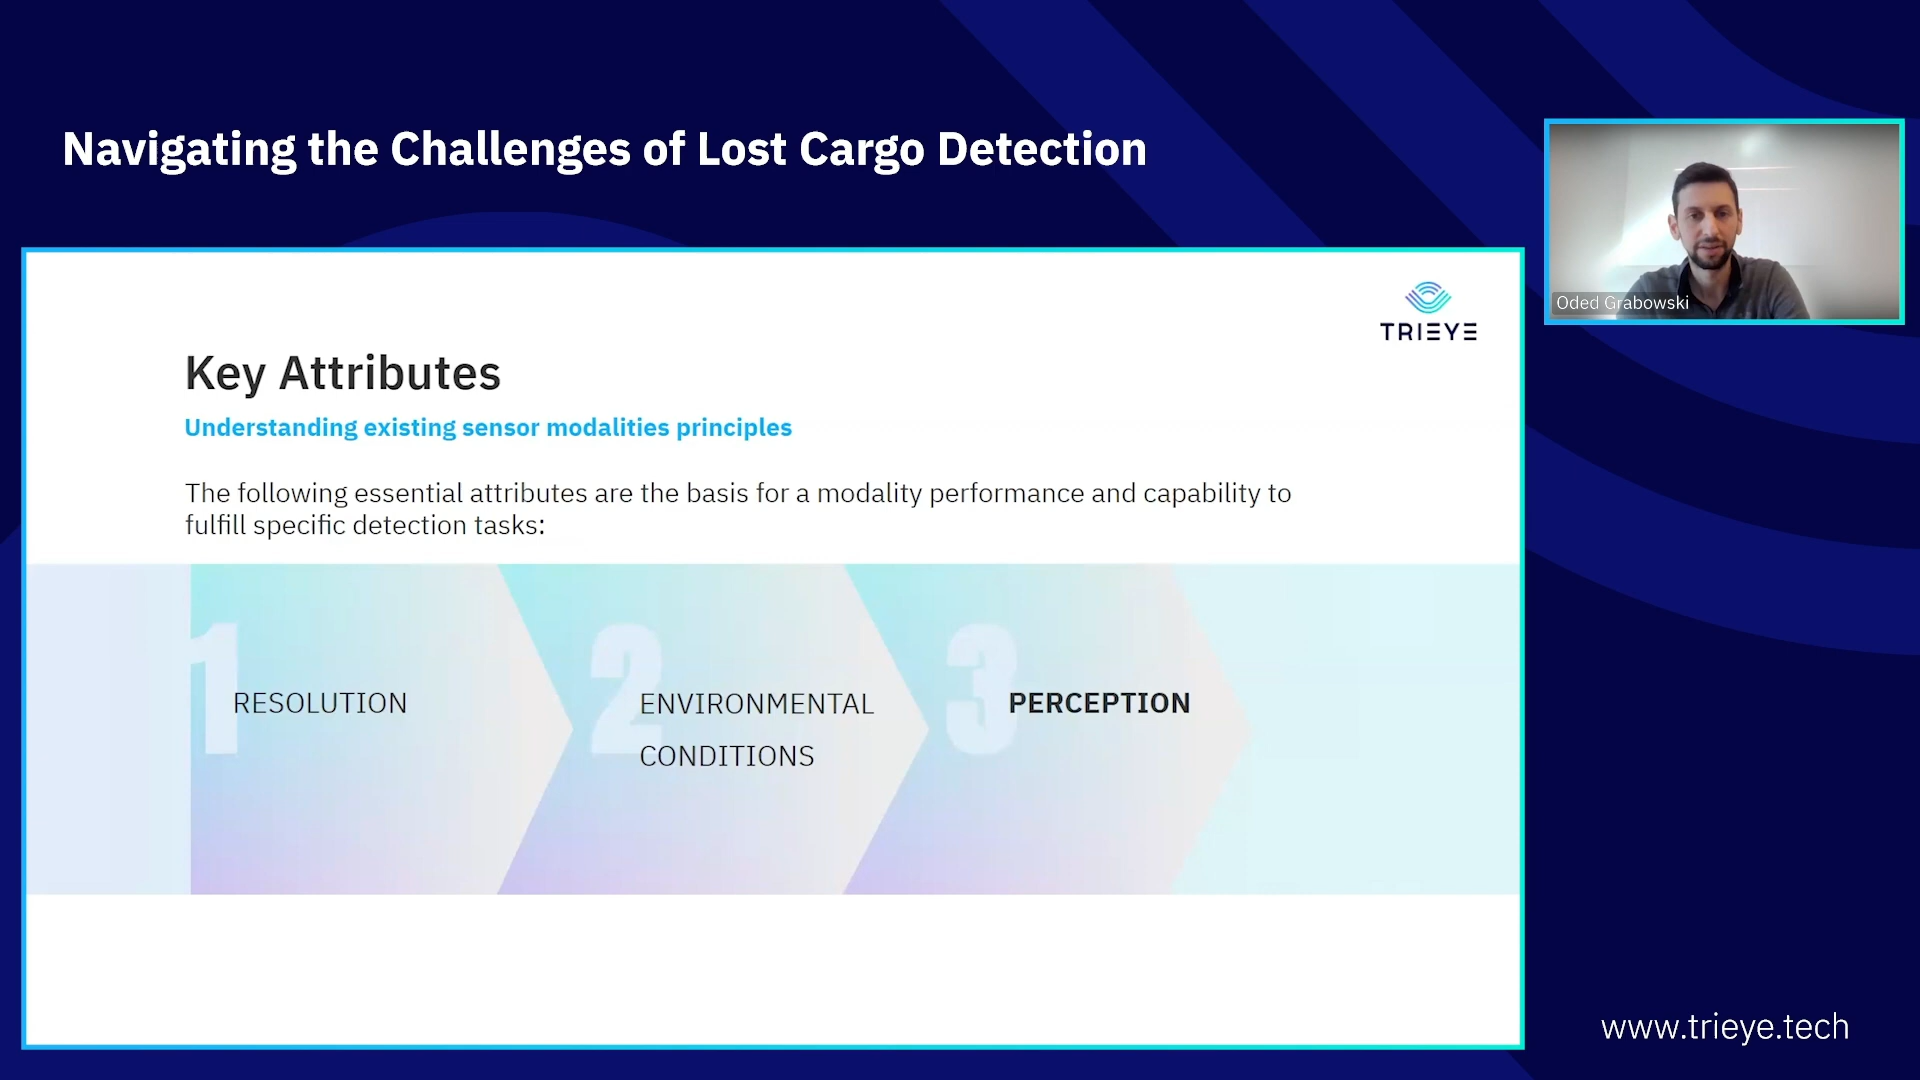 Navigating the Challenges of Lost Cargo Detection
Oded Grabowski
TRIEYE
Key Attributes
Understanding existing sensor modalities principles
The following essential attributes are the basis for a modality performance and capability to
fulfill specific detection tasks:
1
RESOLUTION
2
ENVIRONMENTAL
CONDITIONS
3
PERCEPTION
www.trieye.tech